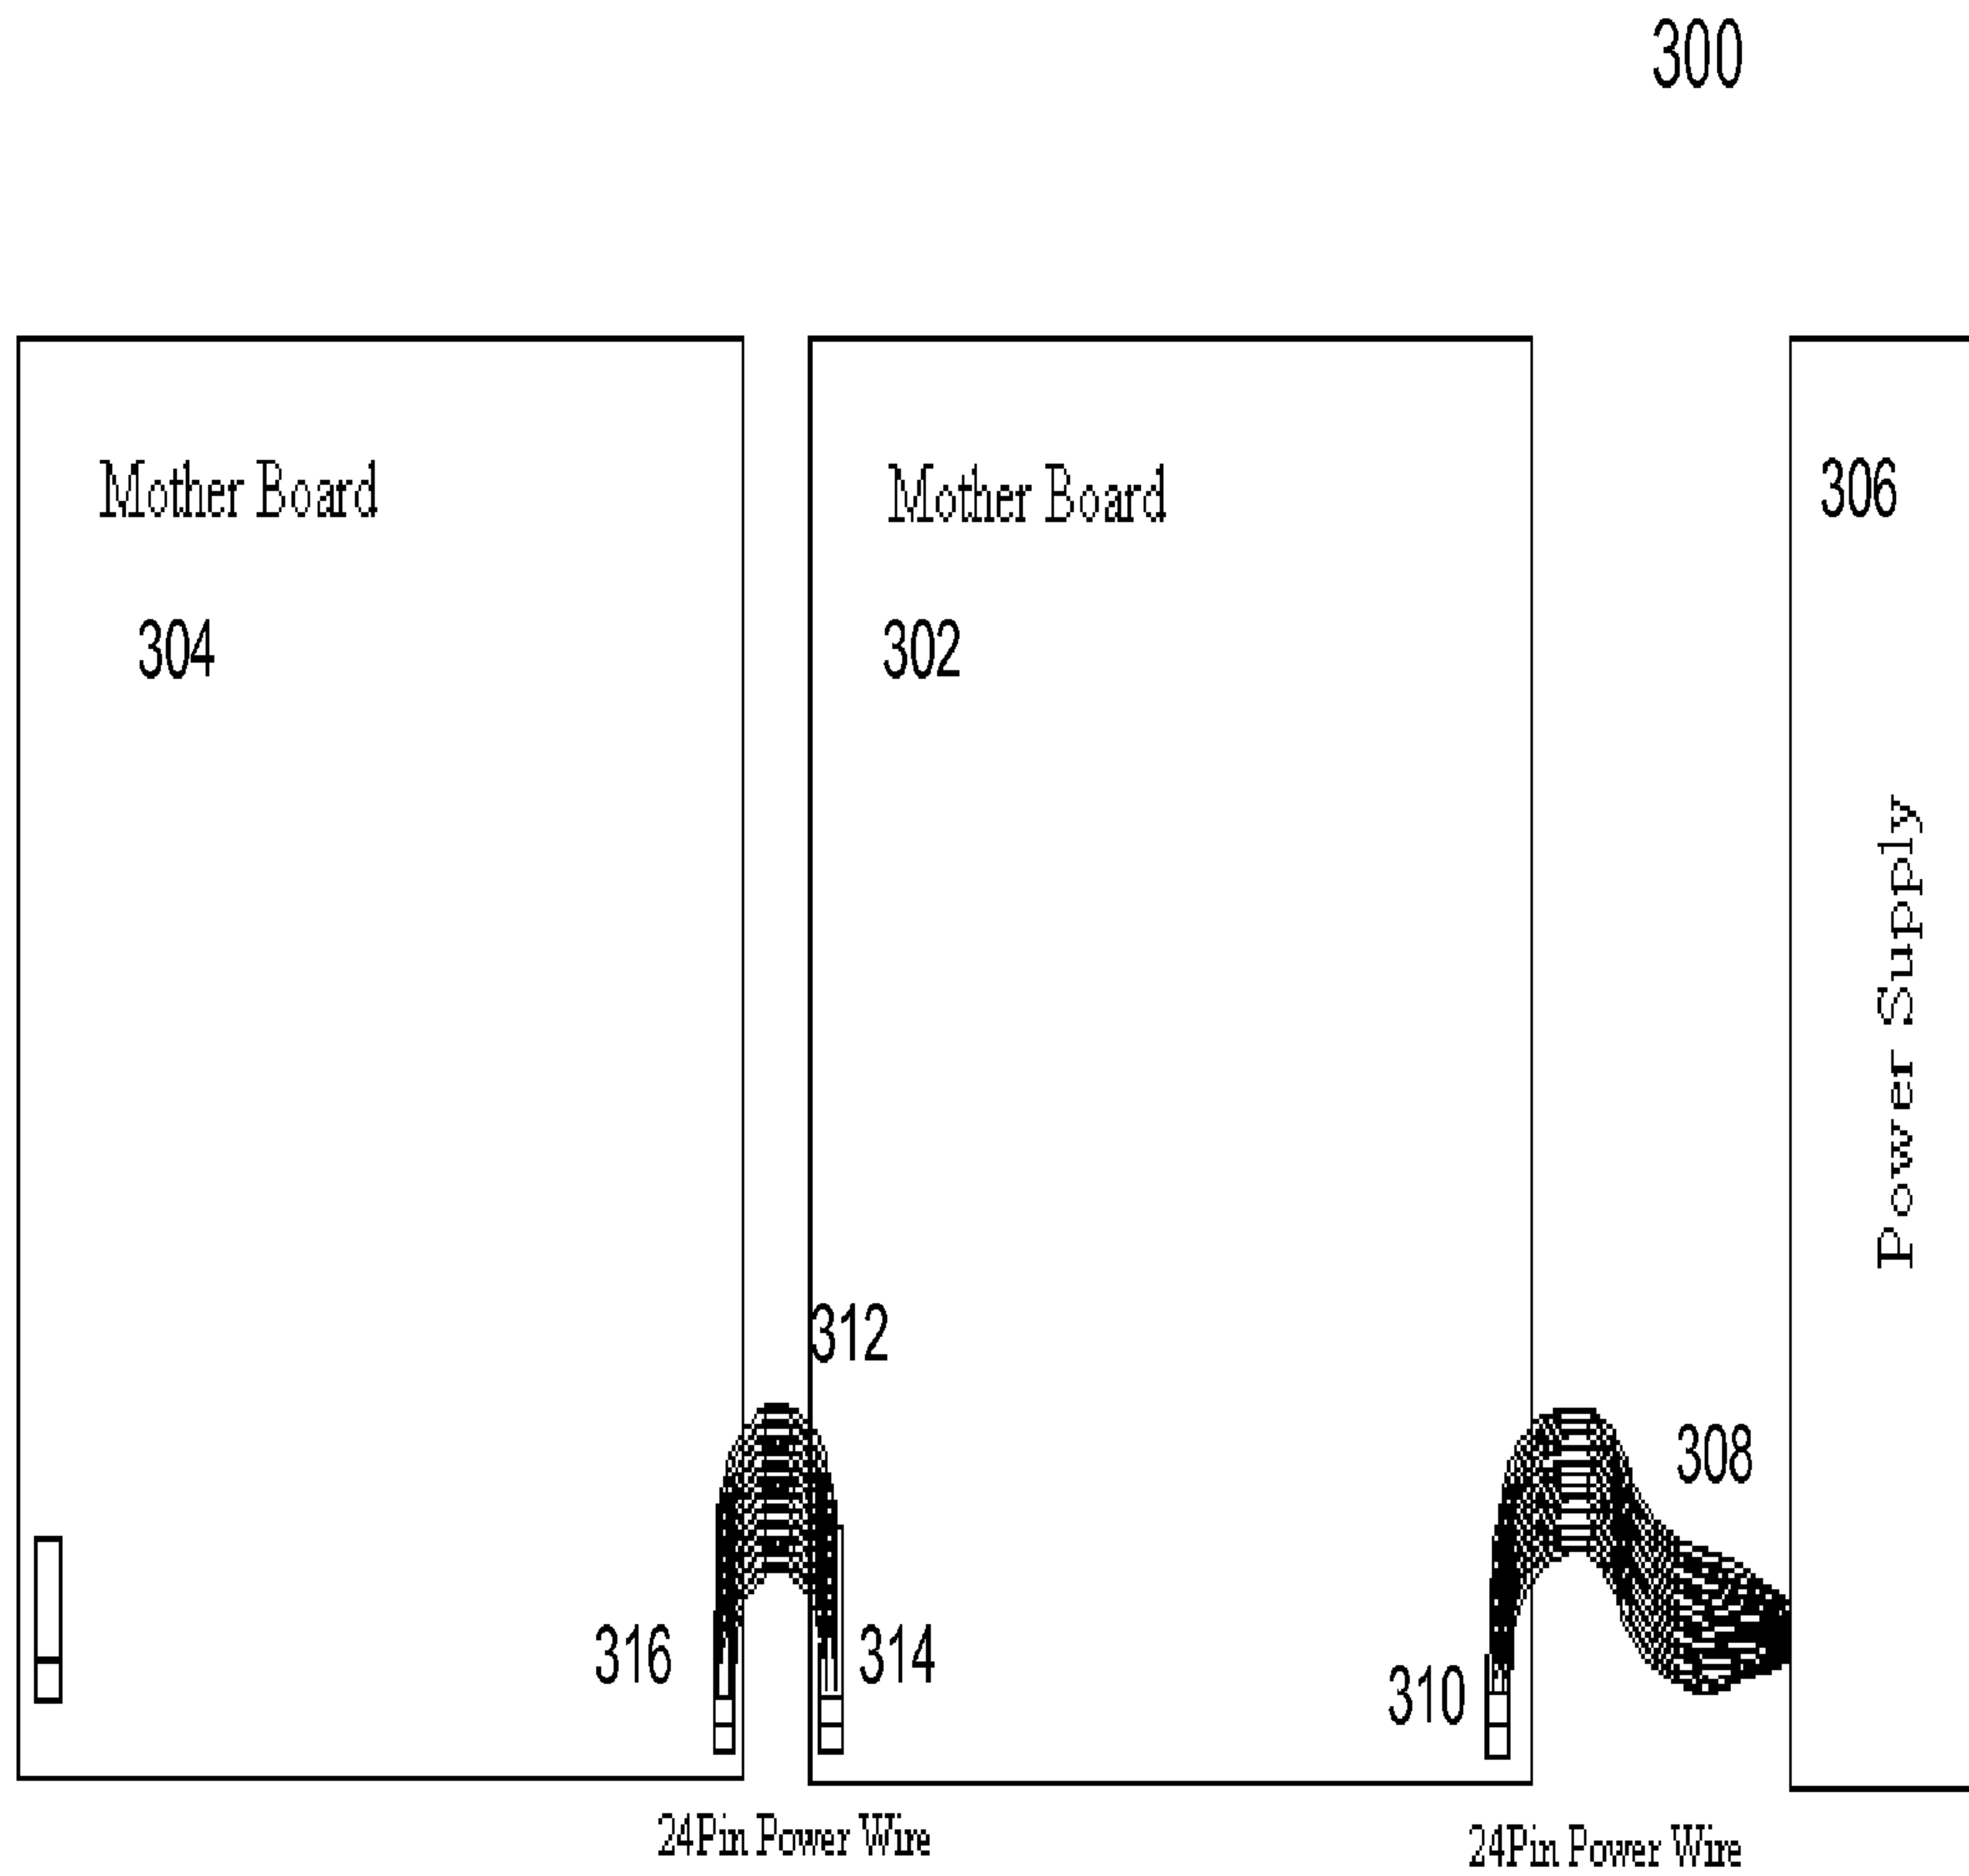 300
Mother Board
Mother Board
306
304
302
Power Supply
312
308
316
314
310
24Pin Power Wire
24Pin Power Wire